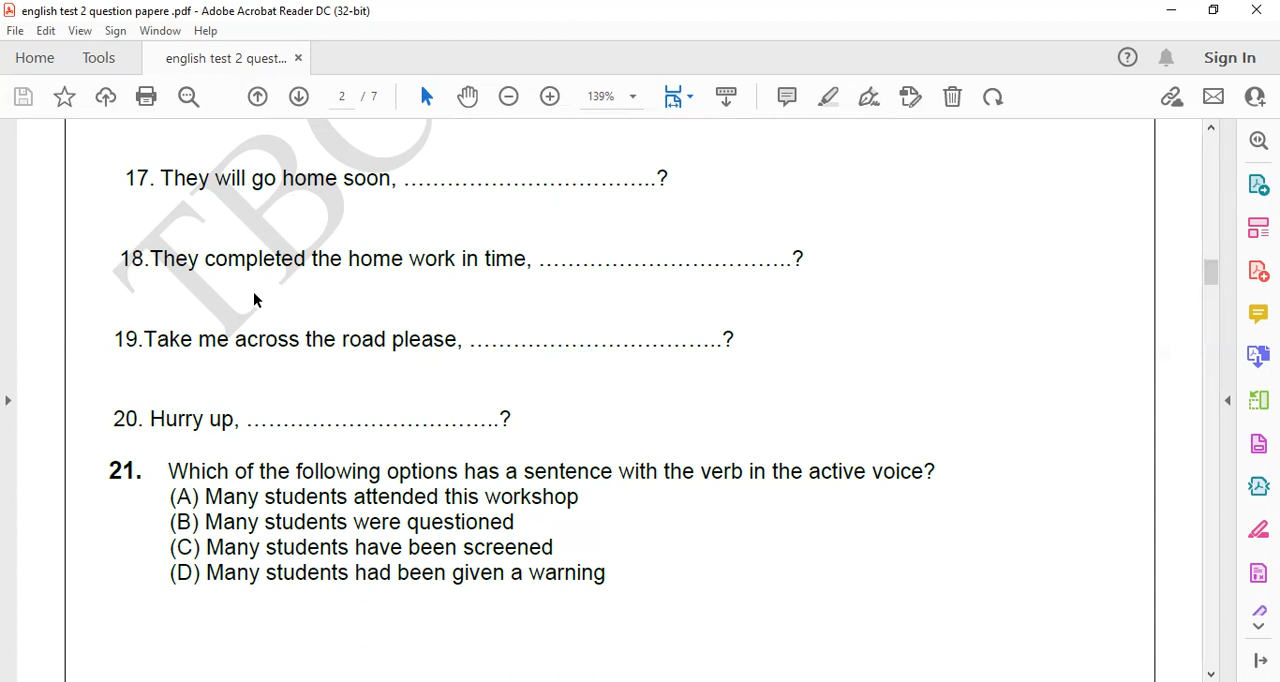 english test 2 question papere .pdf - Adobe Acrobat Reader DC (32-bit)
File Edit View Sign Window Help
Home Tools english test 2 quest... × Sign In
2 / 7 139%
TBC
17. They will go home soon, ……………………………..?
18.They completed the home work in time, ……………………………..?
19.Take me across the road please, ……………………………..?
20. Hurry up, ……………………………..?
21. Which of the following options has a sentence with the verb in the active voice?
(A) Many students attended this workshop
(B) Many students were questioned
(C) Many students have been screened
(D) Many students had been given a warning